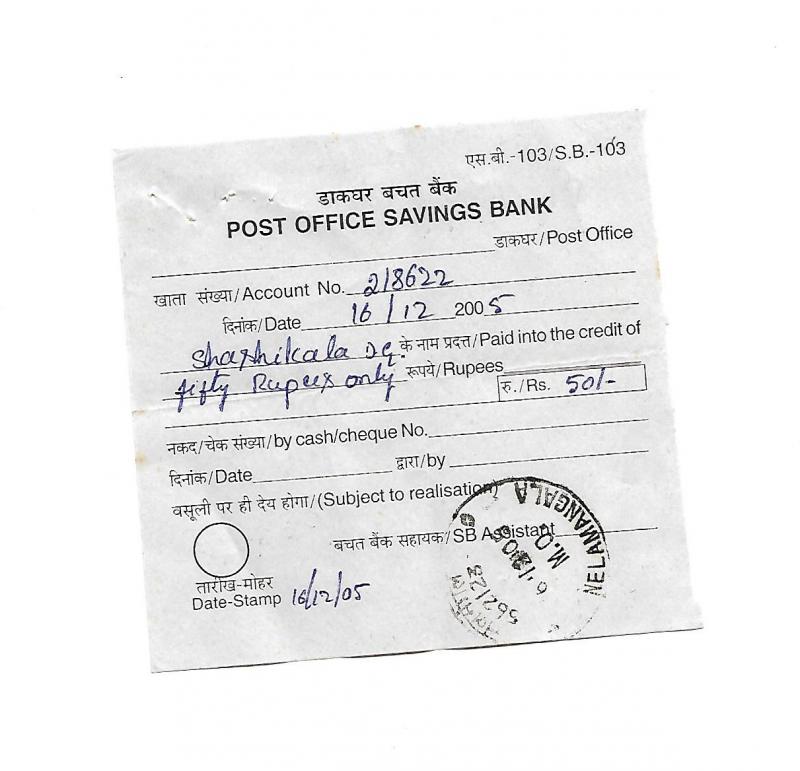 एस.बी.-103/S.B.-103
डाकघर बचत बैंक
POST OFFICE SAVINGS BANK
डाकघर/Post Office
खाता संख्या/Account No. 218622
दिनांक/Date 16/12 2005
Shashikala D.G. के नाम प्रदत्त/Paid into the credit of
fifty Rupees only रूपये/Rupees
रु./Rs. 50/-
नकद/चेक संख्या/by cash/cheque No.
दिनांक/Date द्वारा/by
वसूली पर ही देय होगा/(Subject to realisation)
बचत बैंक सहायक/SB Assistant
तारीख-मोहर
Date-Stamp 16/12/05
NELAMANGALA
M.O.
562123